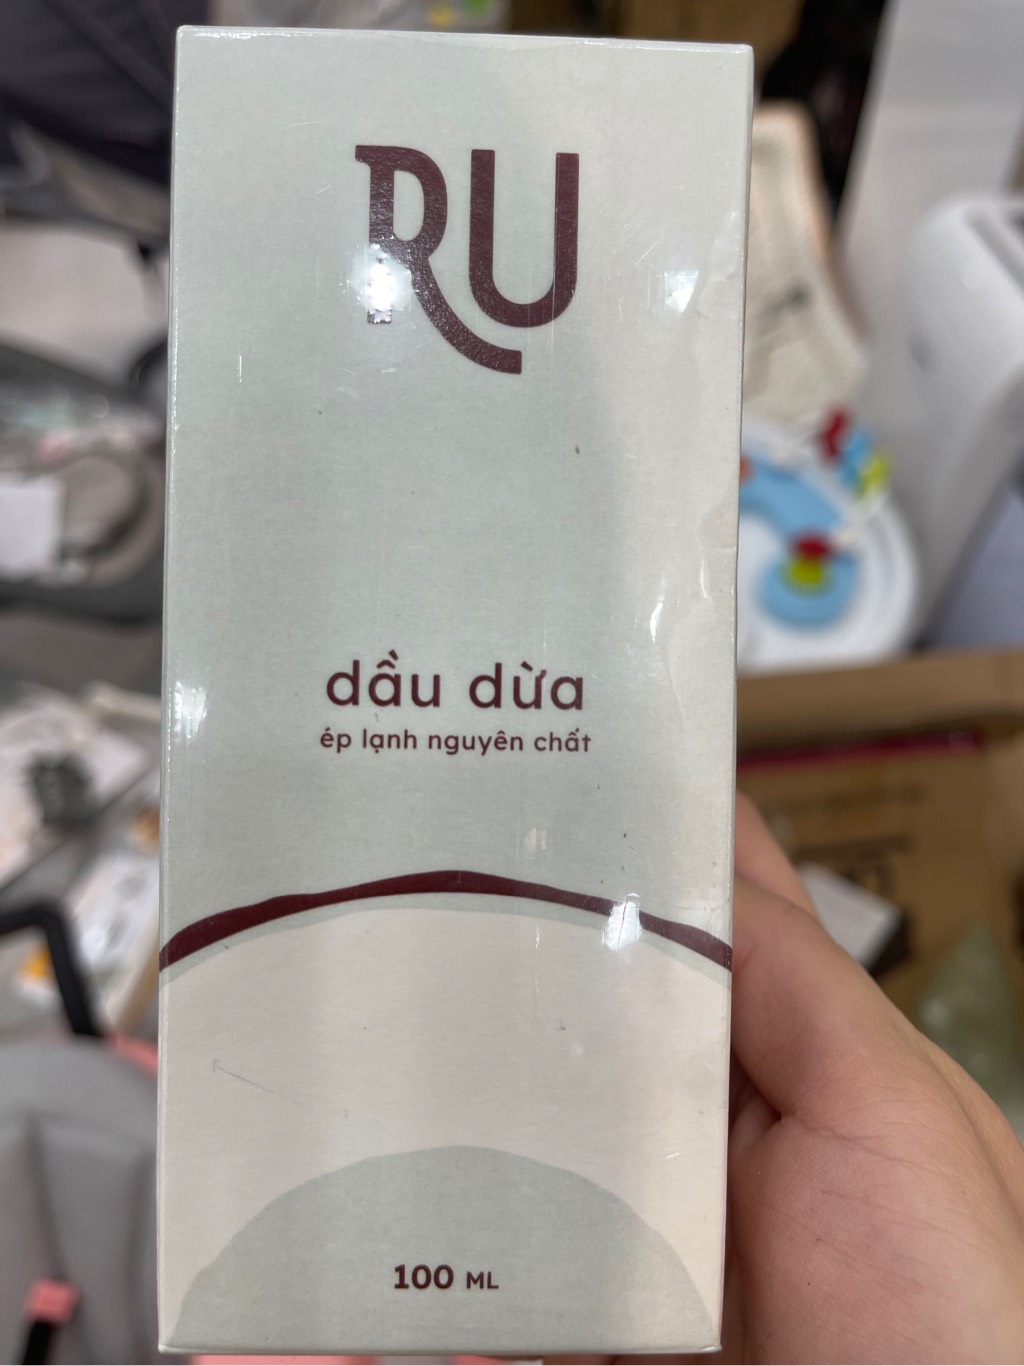 RU
dầu dừa
ép lạnh nguyên chất
100 ML